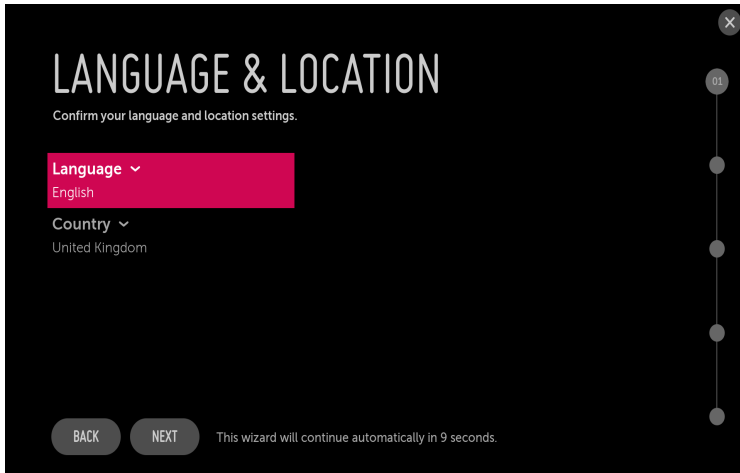 LANGUAGE & LOCATION
Confirm your language and location settings.
01
Language
English
Country
United Kingdom
BACK NEXT This wizard will continue automatically in 9 seconds.